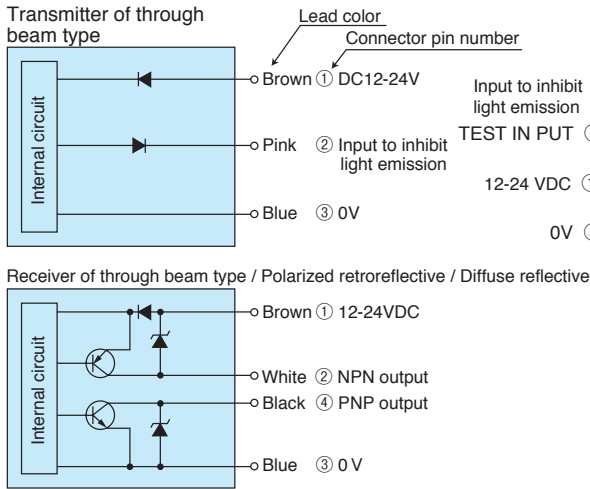 Transmitter of through
beam type
Lead color
Connector pin number
Internal circuit
Brown ① DC12-24V
Pink ② Input to inhibit
light emission
Blue ③ 0V
Input to inhibit
light emission
TEST IN PUT
12-24 VDC
0V
Receiver of through beam type / Polarized retroreflective / Diffuse reflective
Internal circuit
Brown ① 12-24VDC
White ② NPN output
Black ④ PNP output
Blue ③ 0 V